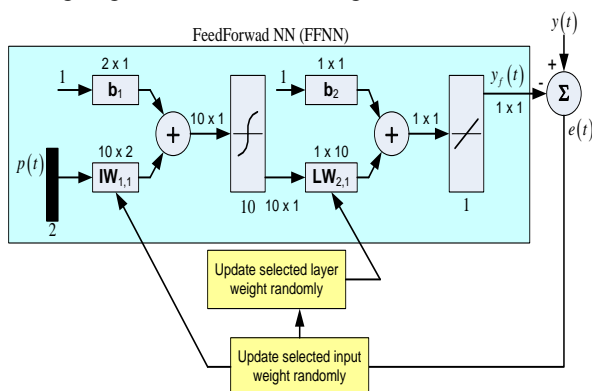 FeedForwad NN (FFNN)
y(t)
1
2 x 1
b1
1
1 x 1
b2
yf(t)
+
-
Σ
+
10 x 1
+
1 x 1
1 x 1
e(t)
p(t)
10 x 2
IW1,1
1 x 10
LW2,1
2
10
10 x 1
1
Update selected layer
weight randomly
Update selected input
weight randomly